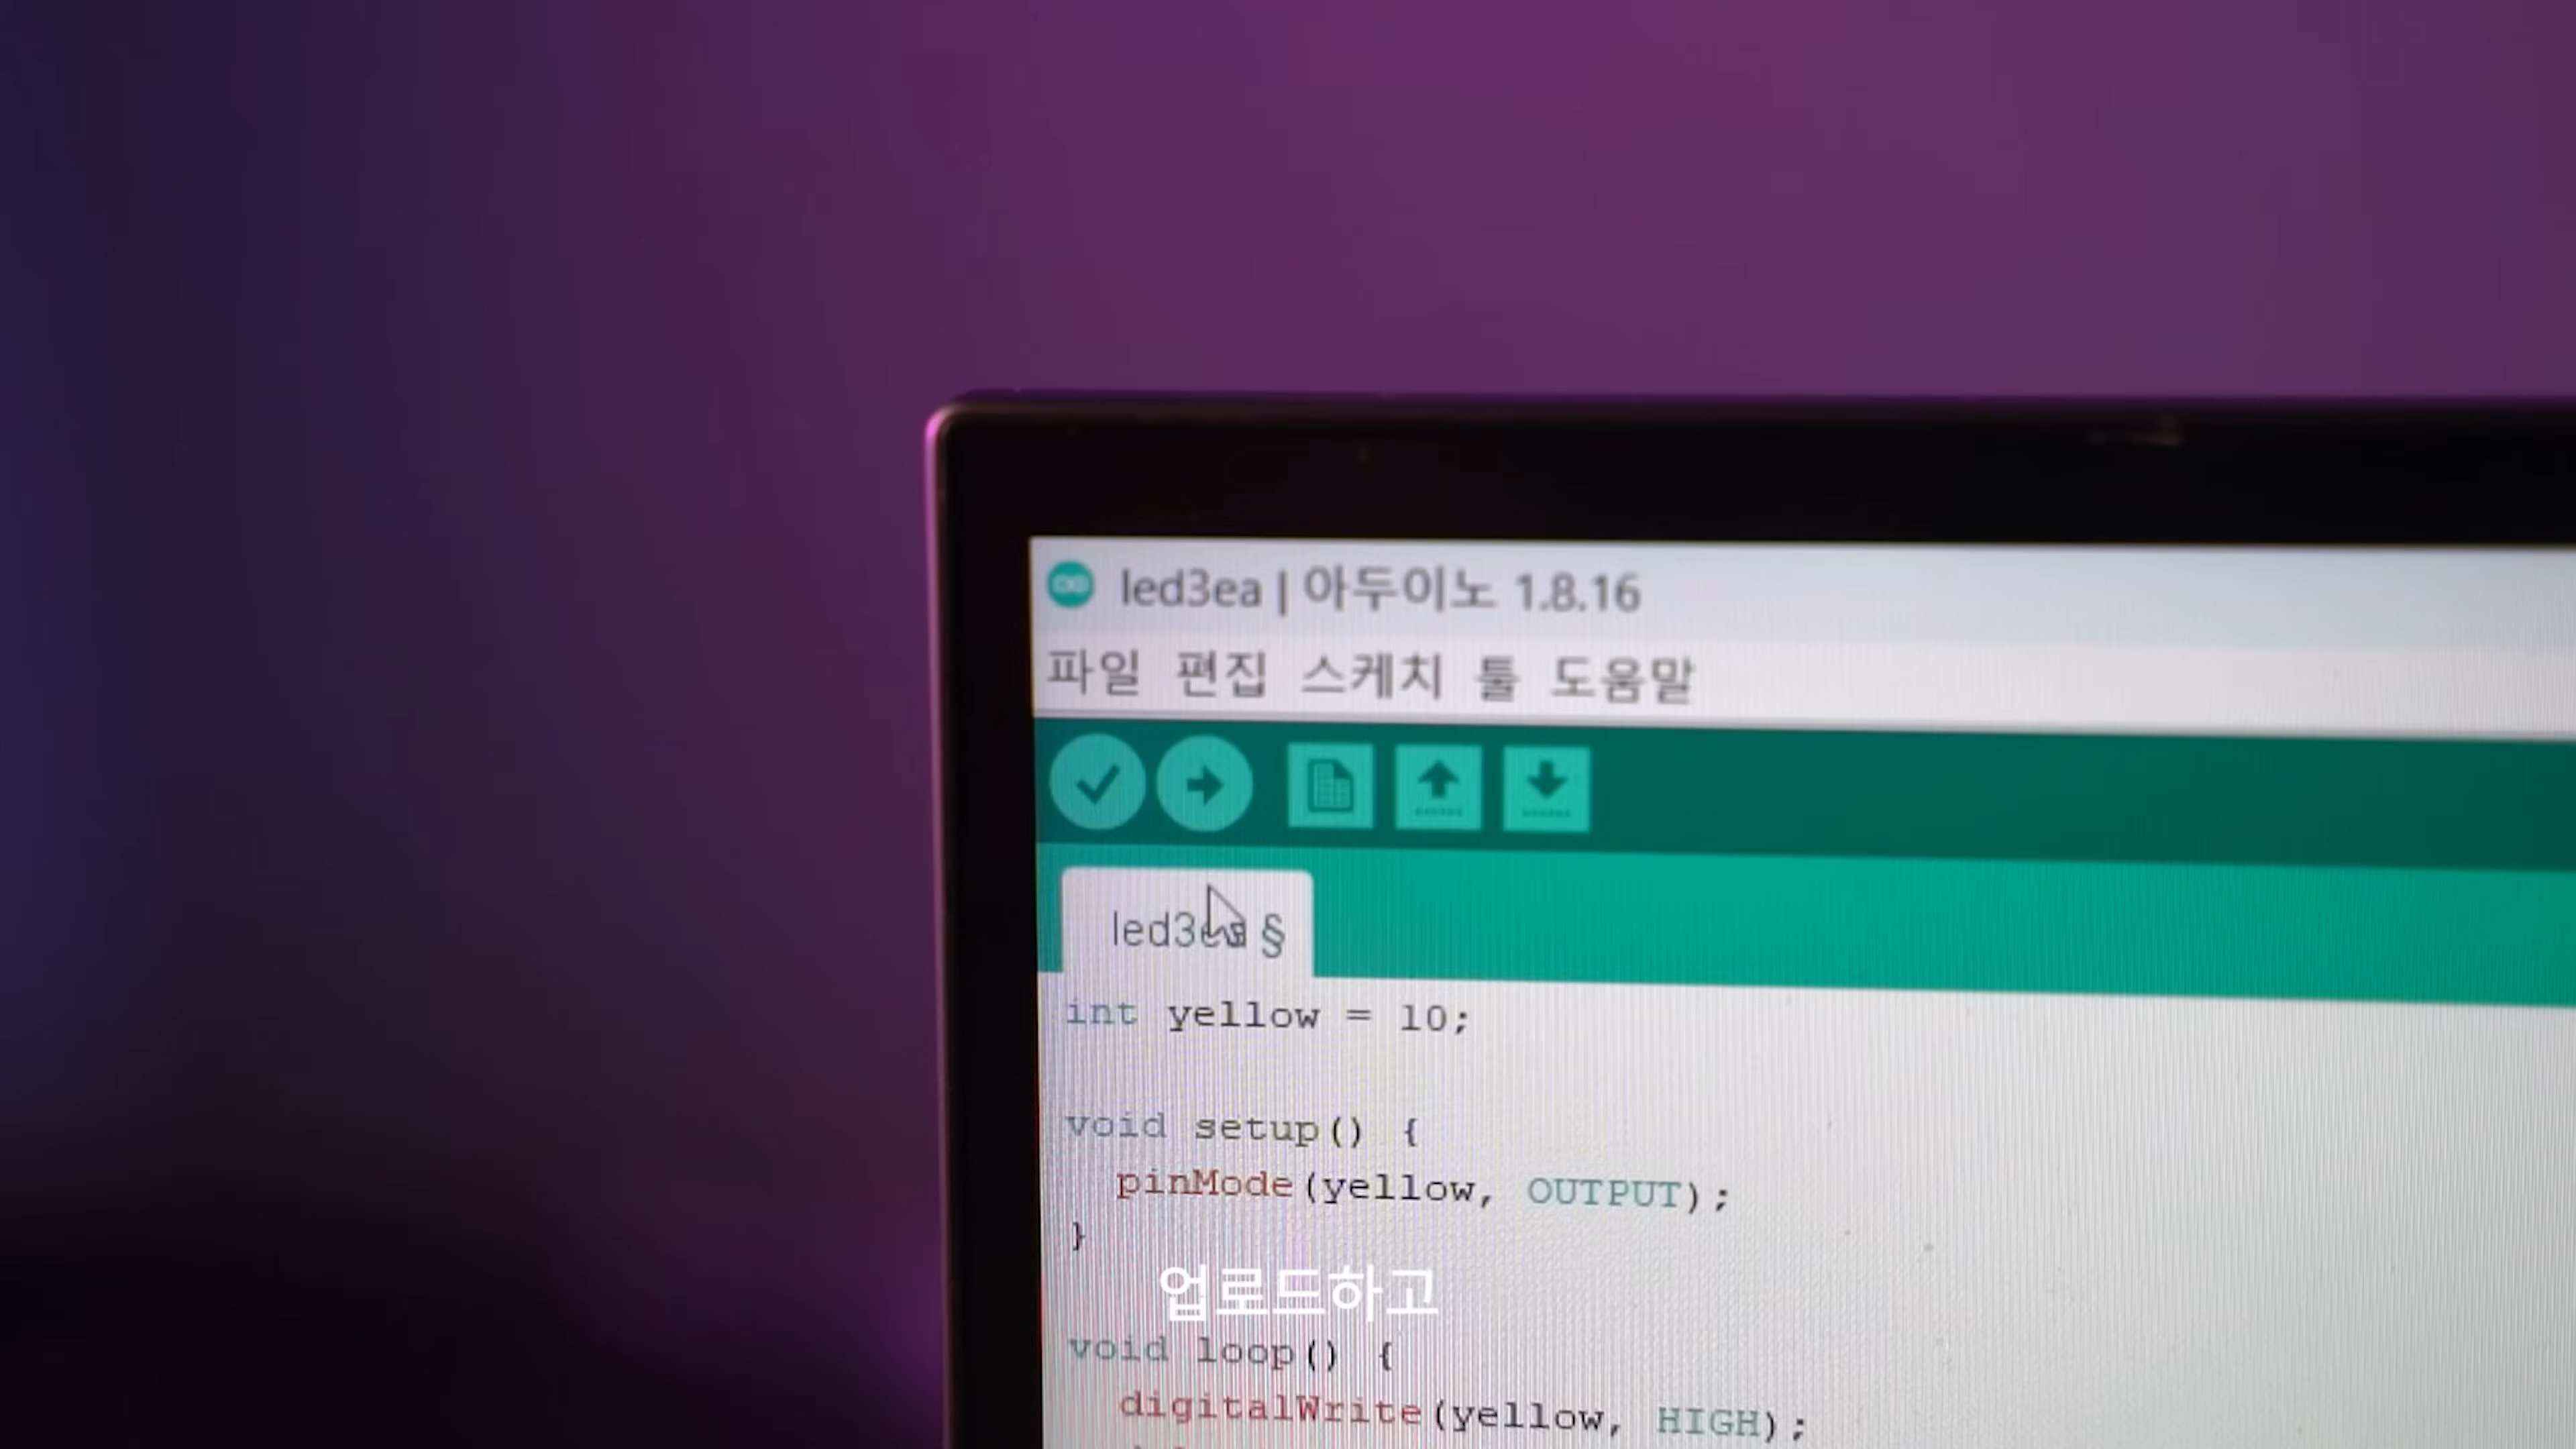 led3ea | 아두이노 1.8.16
파일 편집 스케치 툴 도움말
led3ea §
int yellow = 10;
void setup() {
pinMode(yellow, OUTPUT);
}
업로드하고
void loop() {
digitalWrite(yellow, HIGH);